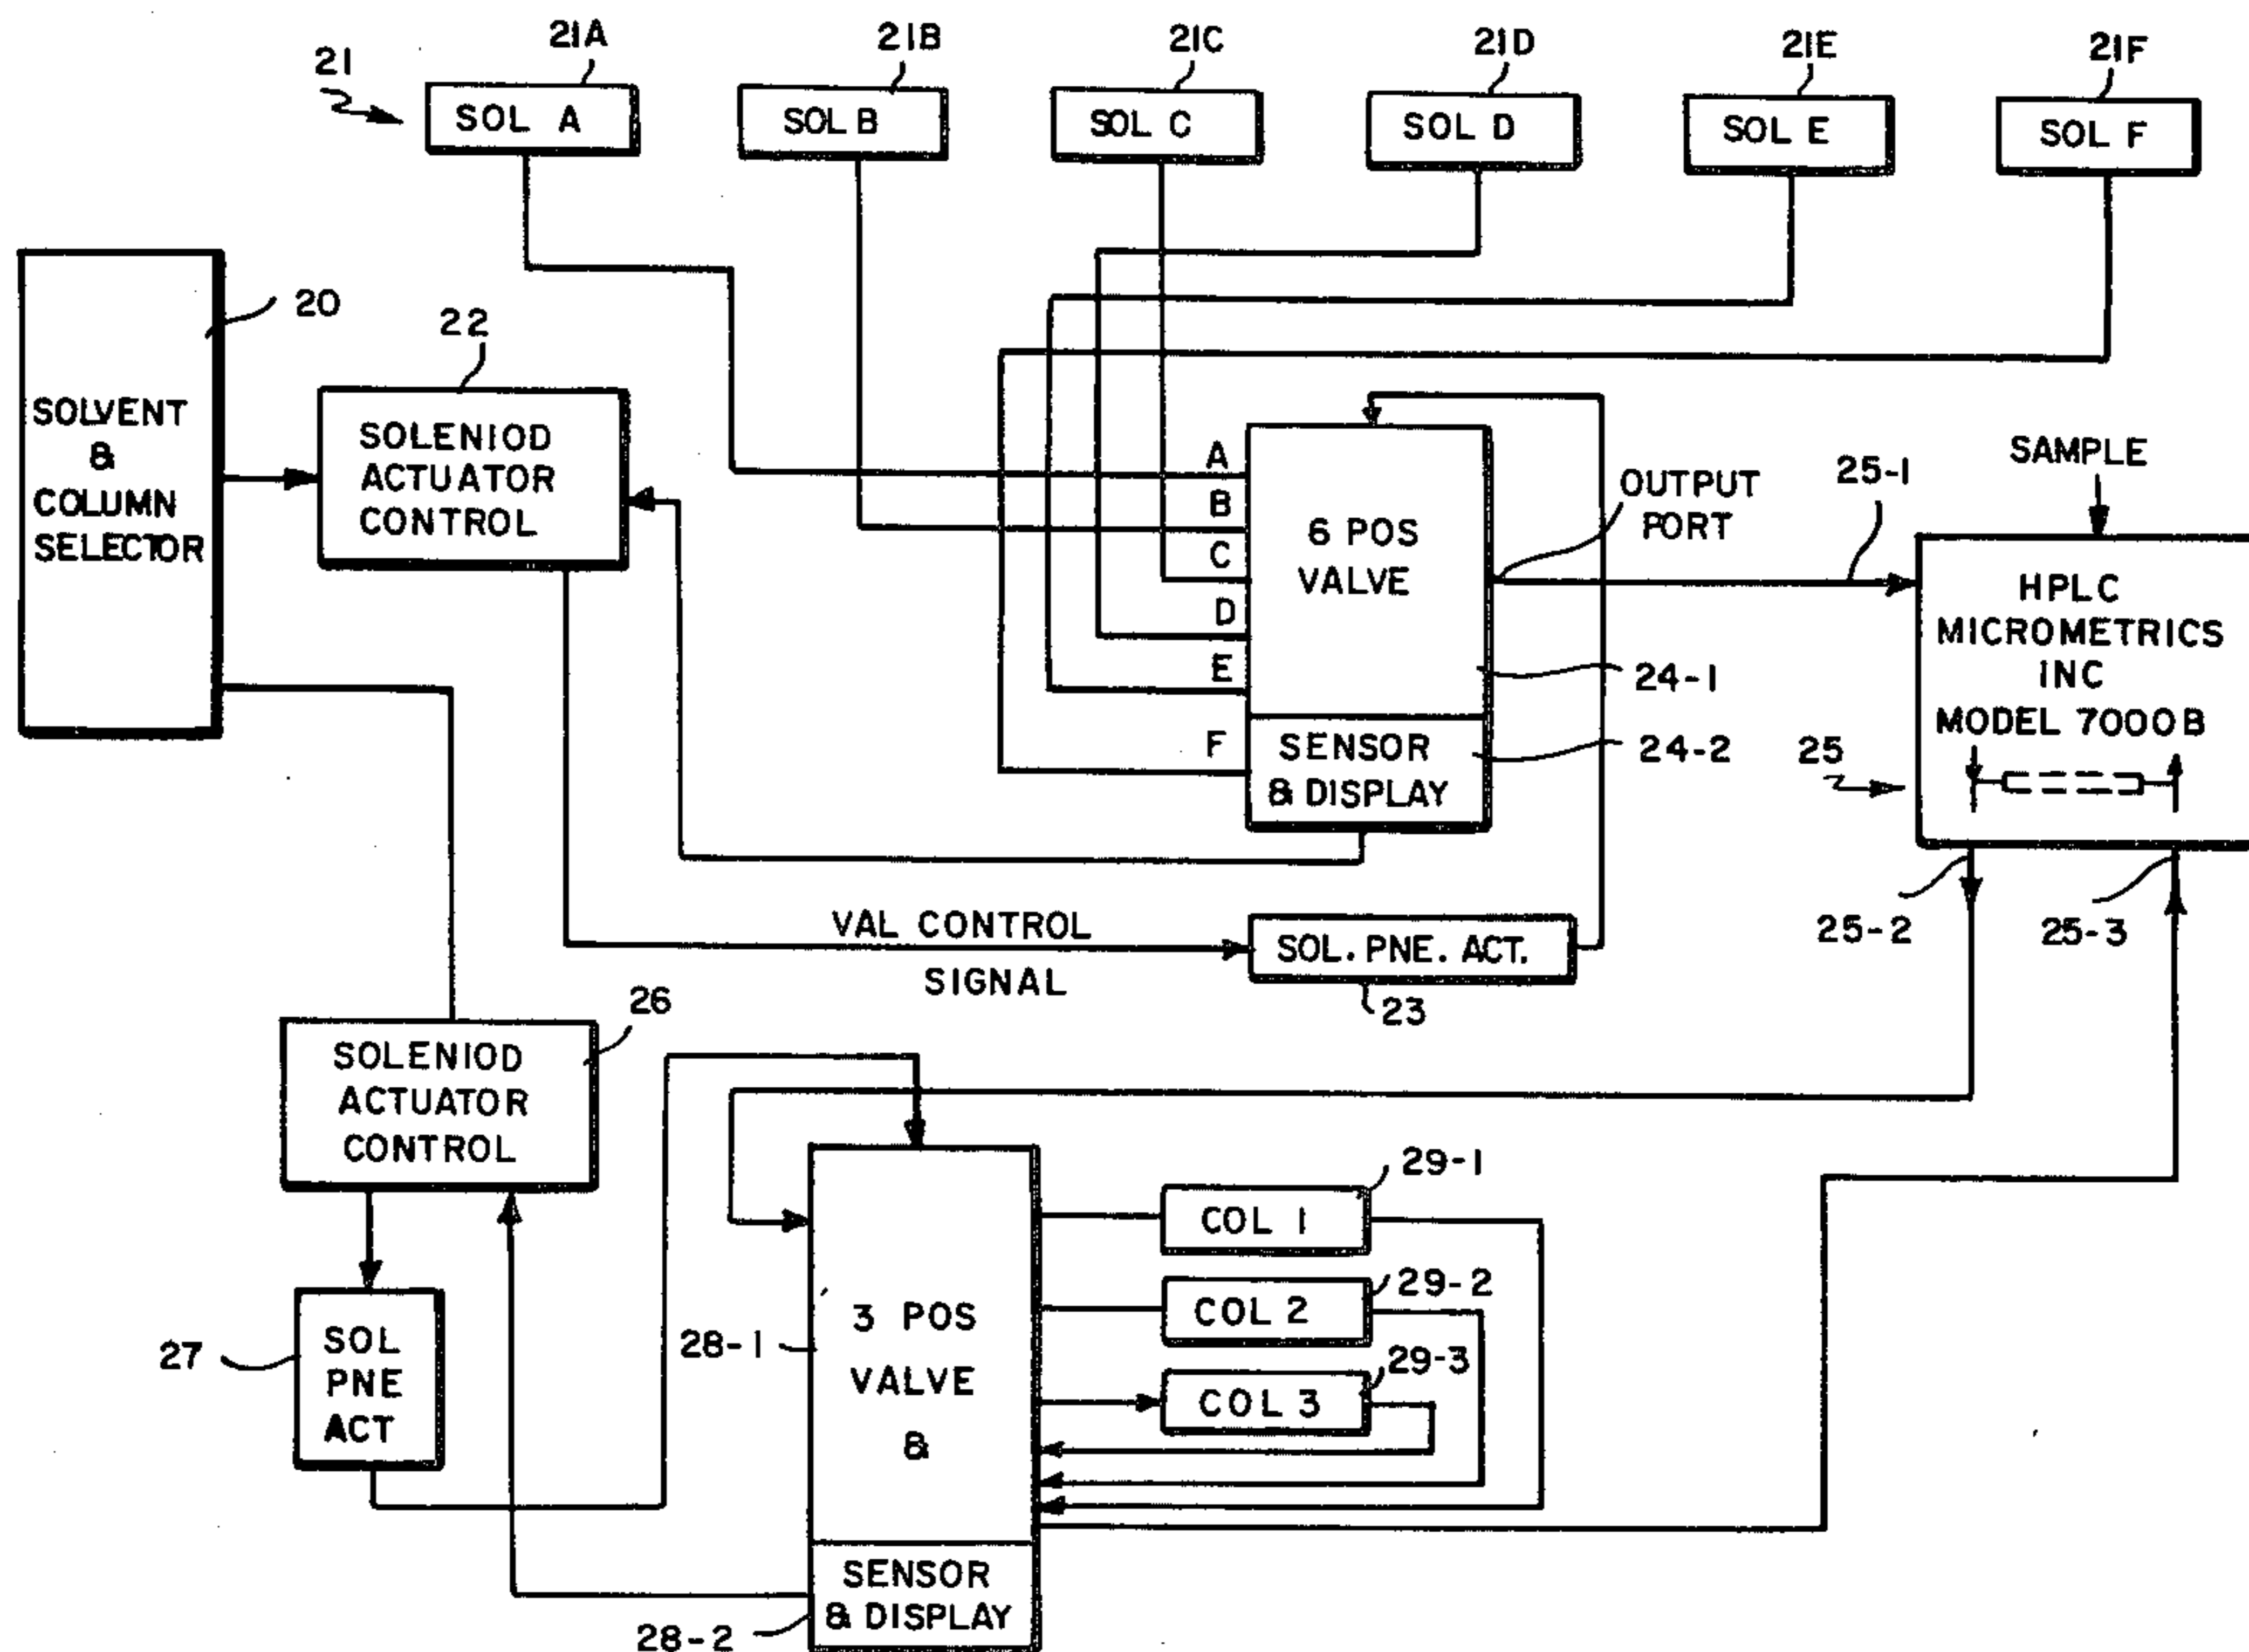 21
21A
21B
21C
21D
21E
21F
SOL A
SOL B
SOL C
SOL D
SOL E
SOL F
20
SOLVENT
&
COLUMN
SELECTOR
22
SOLENIOD
ACTUATOR
CONTROL
A
B
C
D
E
F
6 POS
VALVE
OUTPUT
PORT
24-1
SENSOR
& DISPLAY
24-2
25-1
SAMPLE
HPLC
MICROMETRICS
INC
MODEL 7000B
25
25-2
25-3
VAL CONTROL
SIGNAL
SOL. PNE. ACT.
23
26
SOLENIOD
ACTUATOR
CONTROL
27
SOL
PNE
ACT
28-1
3 POS
VALVE
&
SENSOR
& DISPLAY
28-2
29-1
COL 1
29-2
COL 2
29-3
COL 3